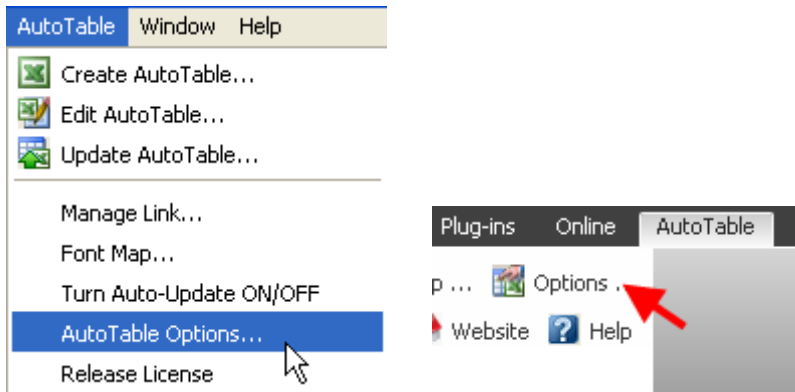 AutoTable Window Help
Create AutoTable...
Edit AutoTable...
Update AutoTable...
Manage Link...
Font Map...
Turn Auto-Update ON/OFF
AutoTable Options...
Release License
Plug-ins Online AutoTable
p ... Options .
Website Help